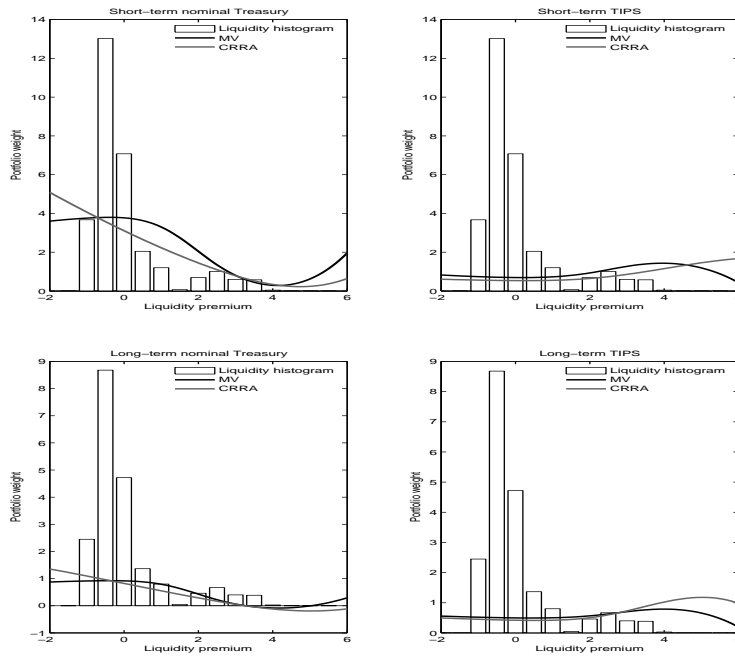 Short−term nominal Treasury
14
12
10
8
6
4
2
0
−2 0 2 4 6
Portfolio weight
Liquidity premium
Liquidity histogram
MV
CRRA
Short−term TIPS
14
12
10
8
6
4
2
0
−2 0 2 4 6
Portfolio weight
Liquidity premium
Liquidity histogram
MV
CRRA
Long−term nominal Treasury
9
8
7
6
5
4
3
2
1
0
−1
−2 0 2 4 6
Portfolio weight
Liquidity premium
Liquidity histogram
MV
CRRA
Long−term TIPS
9
8
7
6
5
4
3
2
1
0
−2 0 2 4 6
Portfolio weight
Liquidity premium
Liquidity histogram
MV
CRRA